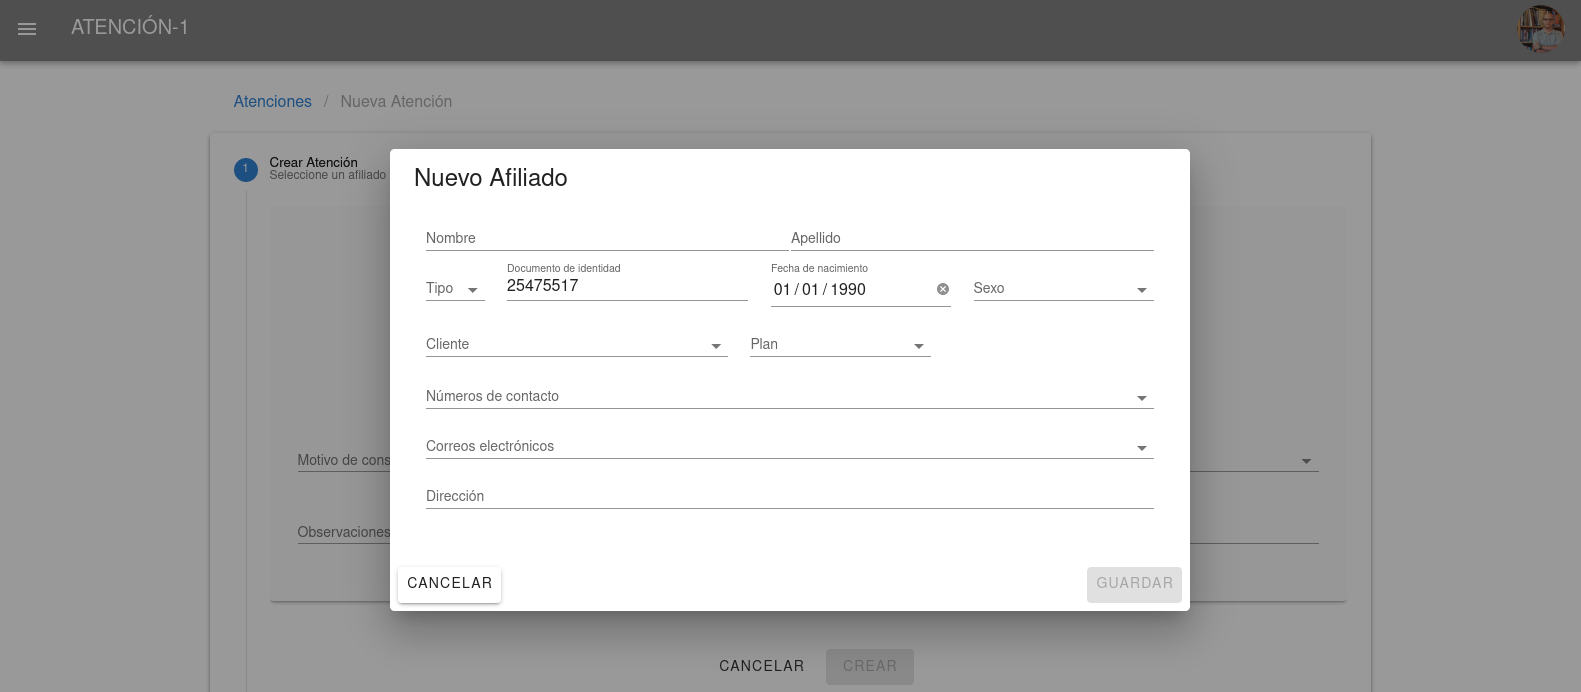 ATENCIÓN-1
Atenciones / Nueva Atención
1 Crear Atención
Seleccione un afiliado
Nuevo Afiliado
Nombre Apellido
Tipo Documento de identidad 25475517 Fecha de nacimiento 01 / 01 / 1990 Sexo
Cliente Plan
Números de contacto
Correos electrónicos
Motivo de cons
Dirección
Observaciones
CANCELAR GUARDAR
CANCELAR CREAR